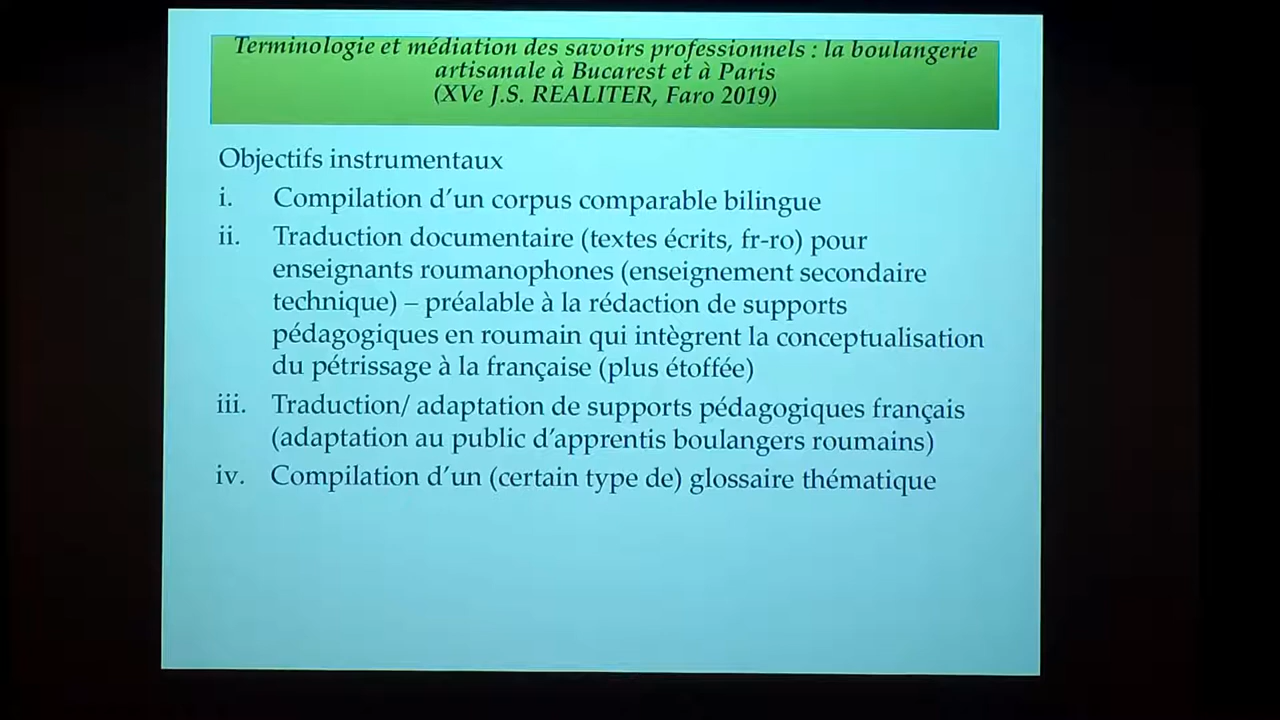 Terminologie et médiation des savoirs professionnels : la boulangerie
artisanale à Bucarest et à Paris
(XVe J.S. REALITER, Faro 2019)
Objectifs instrumentaux
i. Compilation d'un corpus comparable bilingue
ii. Traduction documentaire (textes écrits, fr-ro) pour
enseignants roumanophones (enseignement secondaire
technique) – préalable à la rédaction de supports
pédagogiques en roumain qui intègrent la conceptualisation
du pétrissage à la française (plus étoffée)
iii. Traduction/ adaptation de supports pédagogiques français
(adaptation au public d'apprentis boulangers roumains)
iv. Compilation d'un (certain type de) glossaire thématique